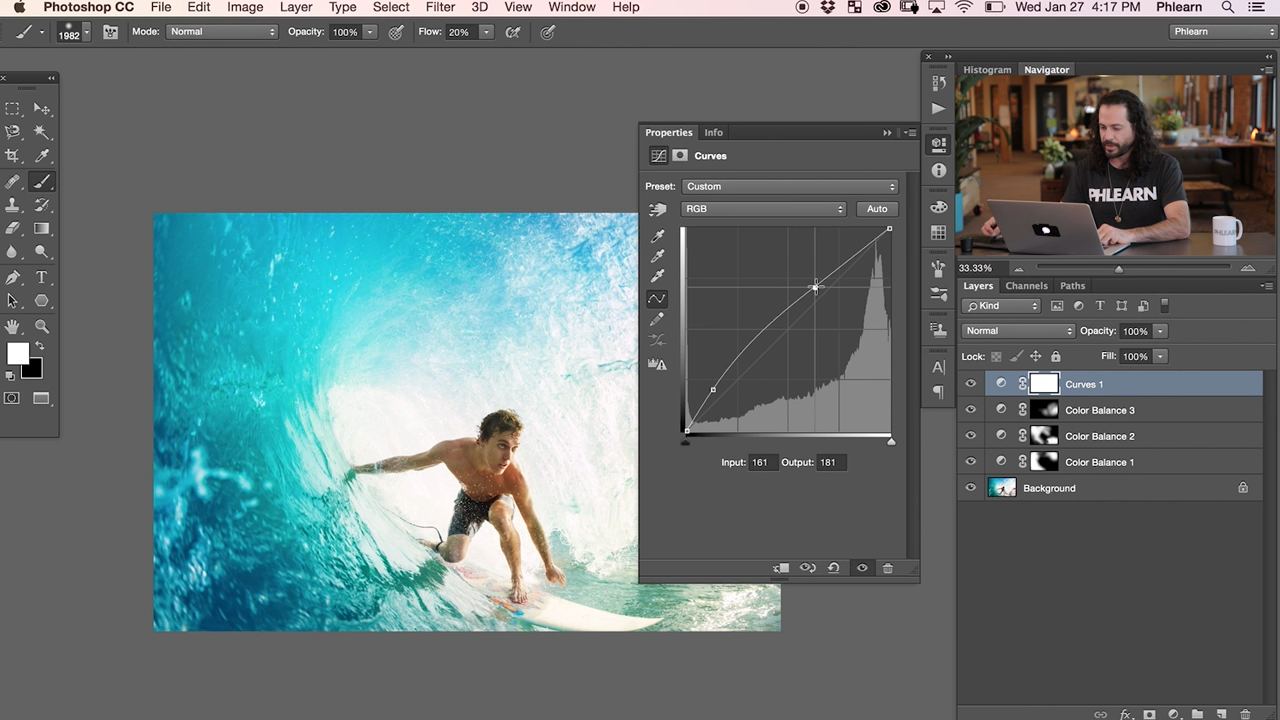 Photoshop CC File Edit Image Layer Type Select Filter 3D View Window Help Wed Jan 27 4:17 PM Phlearn
1982 Mode: Normal Opacity: 100% Flow: 20% Phlearn
Histogram Navigator
PHLEARN
PHLEARN
33.33%
Properties Info
Curves
Preset: Custom
RGB Auto
Input: 161 Output: 181
T
A
Layers Channels Paths
Kind T
Normal Opacity: 100%
Lock: Fill: 100%
Curves 1
Color Balance 3
Color Balance 2
Color Balance 1
Background
fx